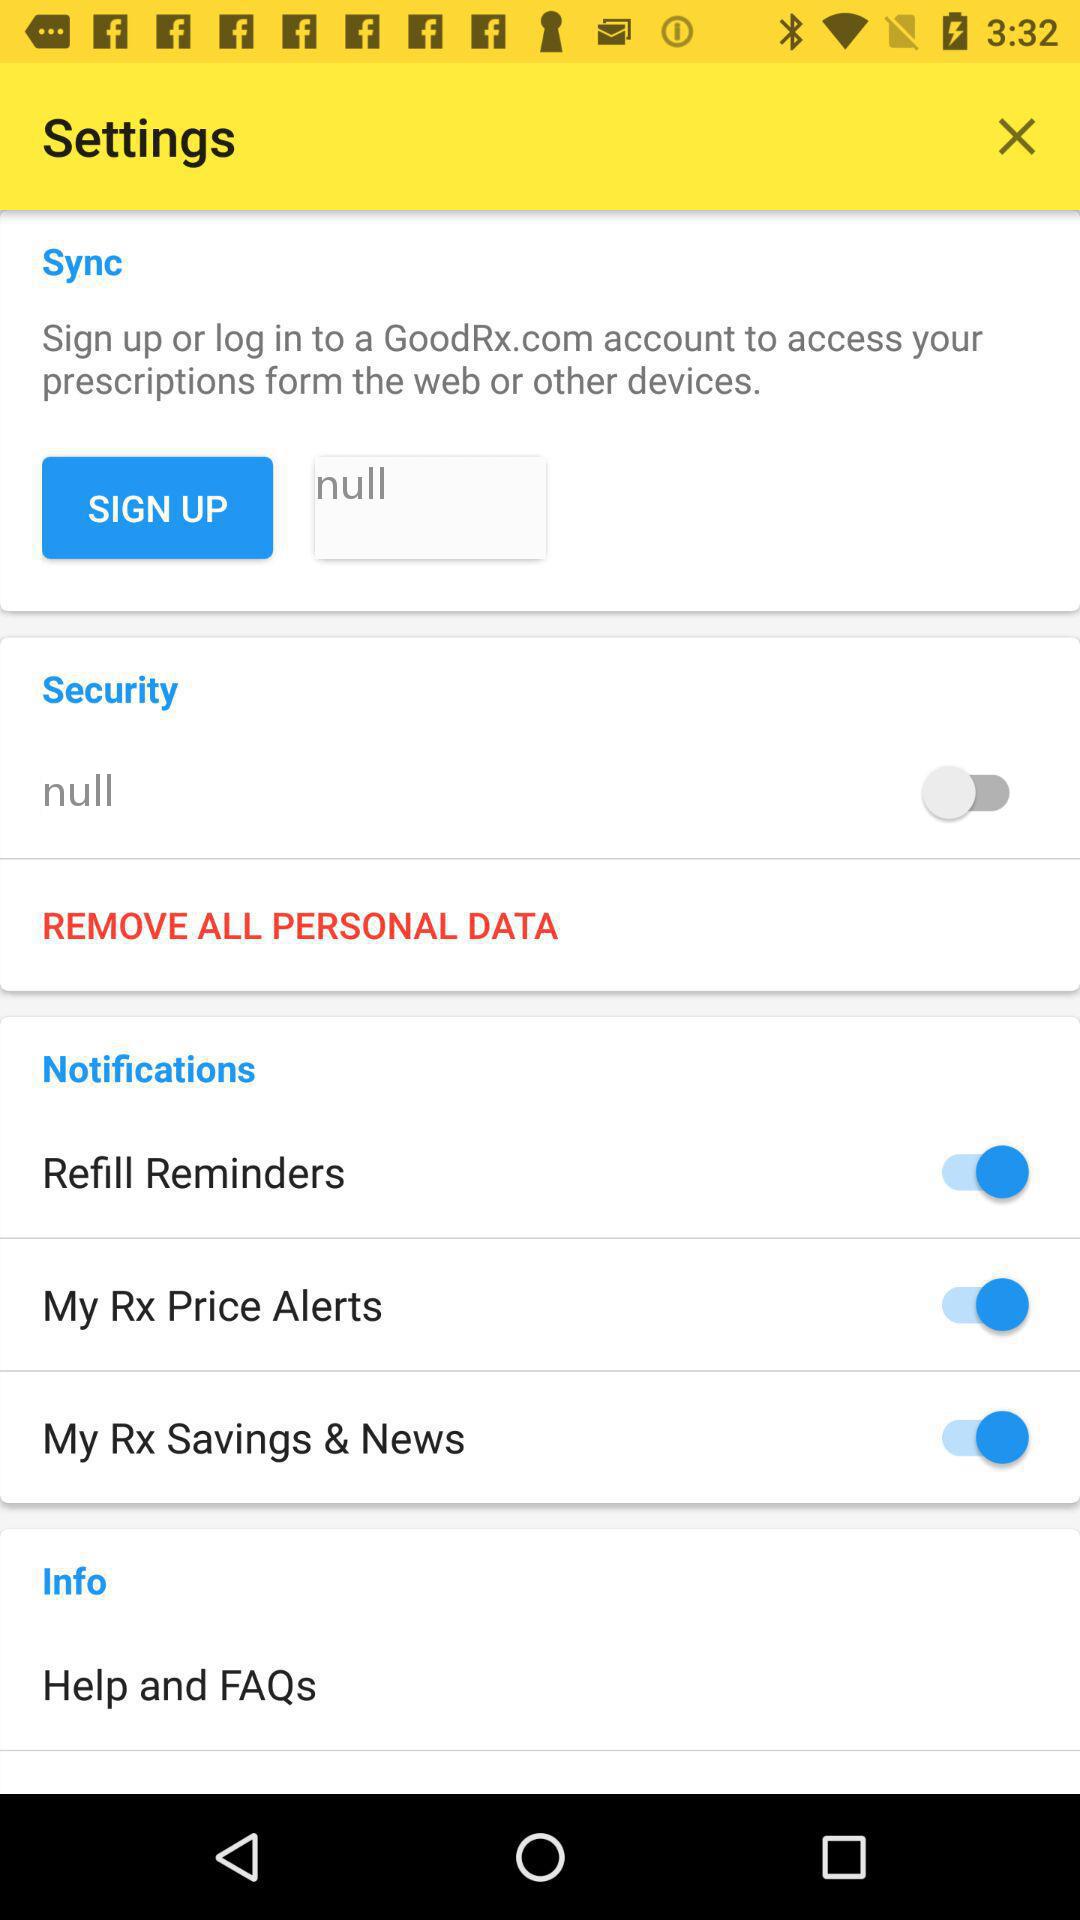 3:32
Settings
Sync
Sign up or log in to a GoodRx.com account to access your
prescriptions form the web or other devices.
SIGN UP
null
Security
null
REMOVE ALL PERSONAL DATA
Notifications
Refill Reminders
My Rx Price Alerts
My Rx Savings & News
Info
Help and FAQs